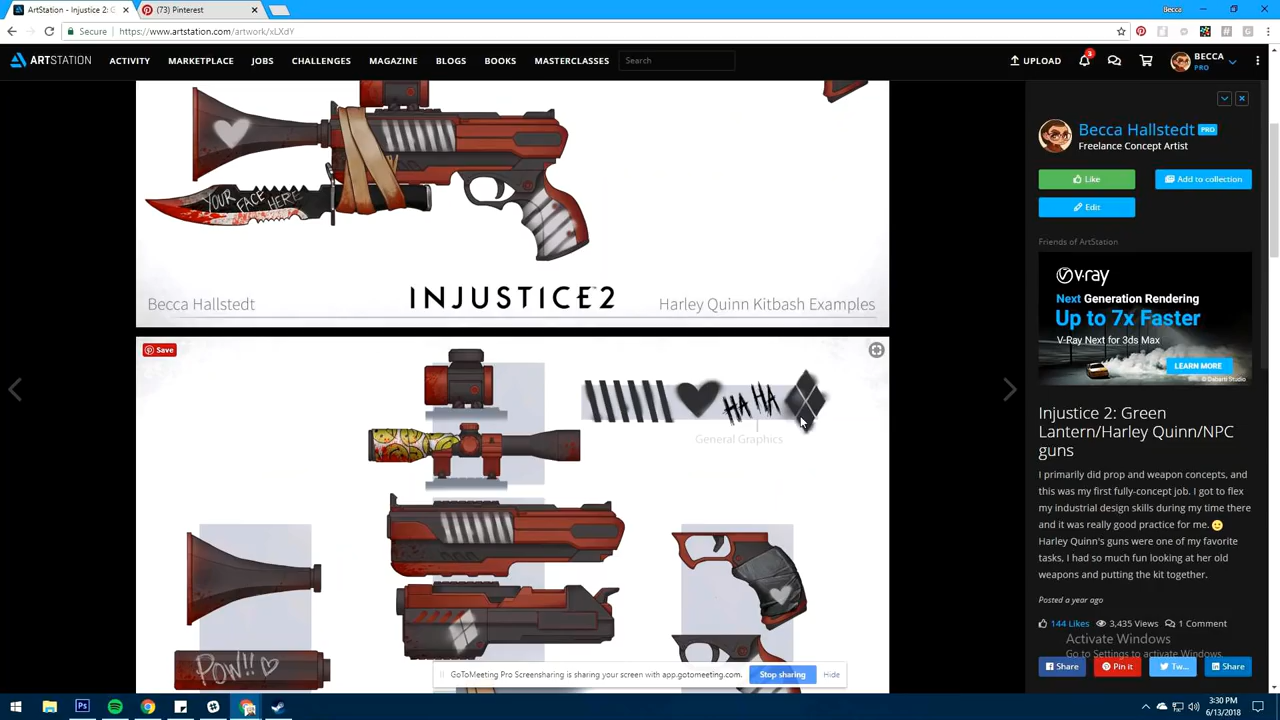 ArtStation - Injustice 2: G
(73) Pinterest
Becca
Secure
https://www.artstation.com/artwork/xLXdY
ARTSTATION
ACTIVITY
MARKETPLACE
JOBS
CHALLENGES
MAGAZINE
BLOGS
BOOKS
MASTERCLASSES
Search
UPLOAD
3
BECCA
PRO
YOUR FACE HERE
Becca Hallstedt
INJUSTICE 2
Harley Quinn Kitbash Examples
Save
HA HA
General Graphics
POW!!
Becca Hallstedt PRO
Freelance Concept Artist
Like
Add to collection
Edit
Friends of ArtStation
v·ray
Next Generation Rendering
Up to 7x Faster
V-Ray Next for 3ds Max
LEARN MORE
Injustice 2: Green
Lantern/Harley Quinn/NPC
guns
I primarily did prop and weapon concepts, and
this was my first fully-concept job. I got to flex
my industrial design skills during my time there
and it was really good practice for me.
Harley Quinn's guns were one of my favorite
tasks, I had so much fun looking at her old
weapons and putting the kit together.
Posted a year ago
144 Likes
3,435 Views
1 Comment
Activate Windows
Go to Settings to activate Windows.
Share
Pin it
Tw...
Share
GoToMeeting Pro Screensharing is sharing your screen with app.gotomeeting.com.
Stop sharing
Hide
3:30 PM
6/13/2018